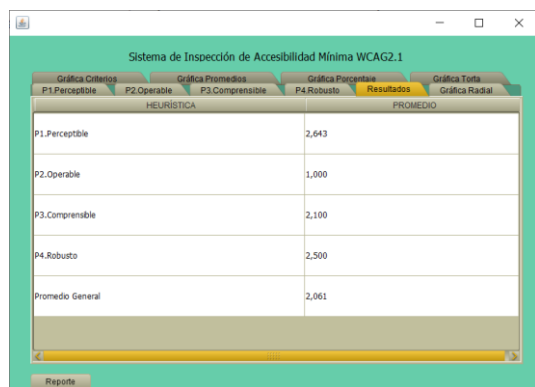 Sistema de Inspección de Accesibilidad Mínima WCAG2.1
Gráfica Criterios Gráfica Promedios Gráfica Porcentaje Gráfica Torta
P1.Perceptible P2.Operable P3.Comprensible P4.Robusto Resultados Gráfica Radial
HEURÍSTICA PROMEDIO
P1.Perceptible 2,643
P2.Operable 1,000
P3.Comprensible 2,100
P4.Robusto 2,500
Promedio General 2,061
Reporte